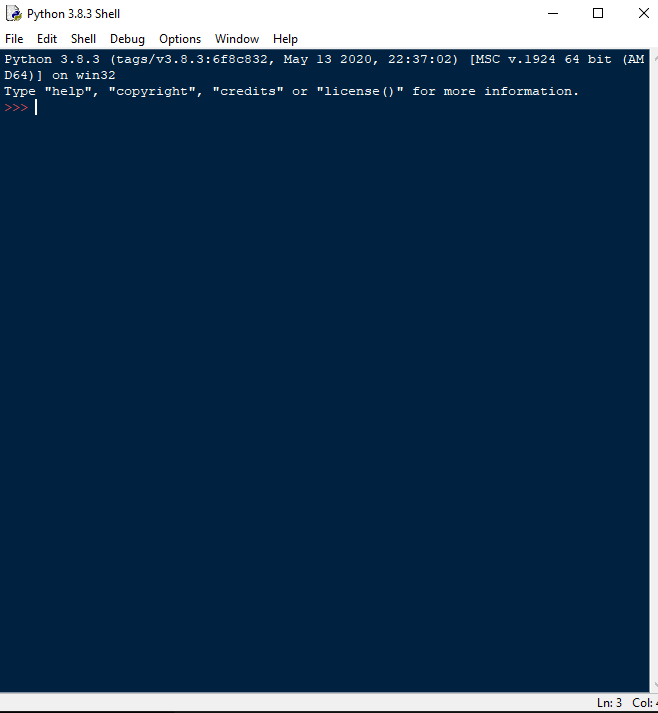 Python 3.8.3 Shell
File Edit Shell Debug Options Window Help
Python 3.8.3 (tags/v3.8.3:6f8c832, May 13 2020, 22:37:02) [MSC v.1924 64 bit (AM
D64)] on win32
Type "help", "copyright", "credits" or "license()" for more information.
>>>
Ln: 3 Col: 4